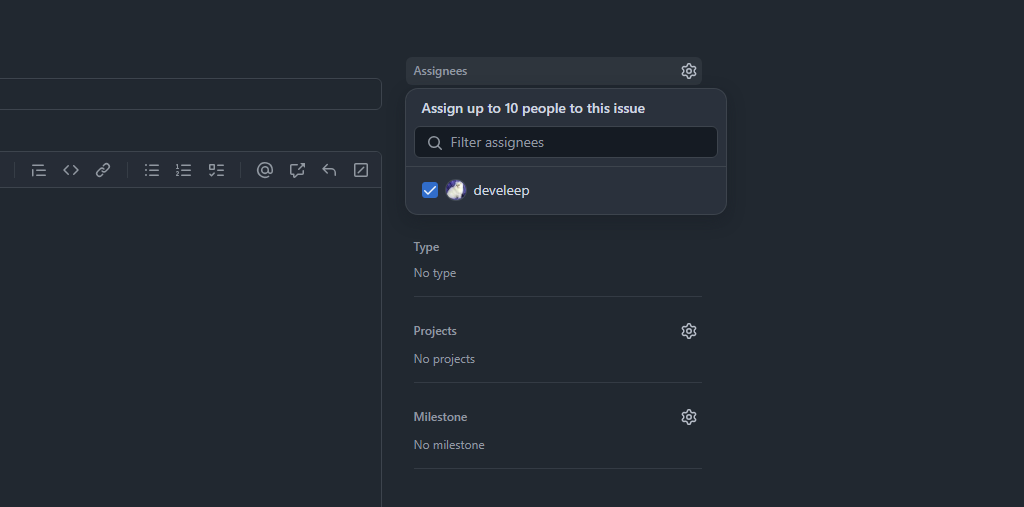 Assignees
Assign up to 10 people to this issue
Filter assignees
develeep
Type
No type
Projects
No projects
Milestone
No milestone